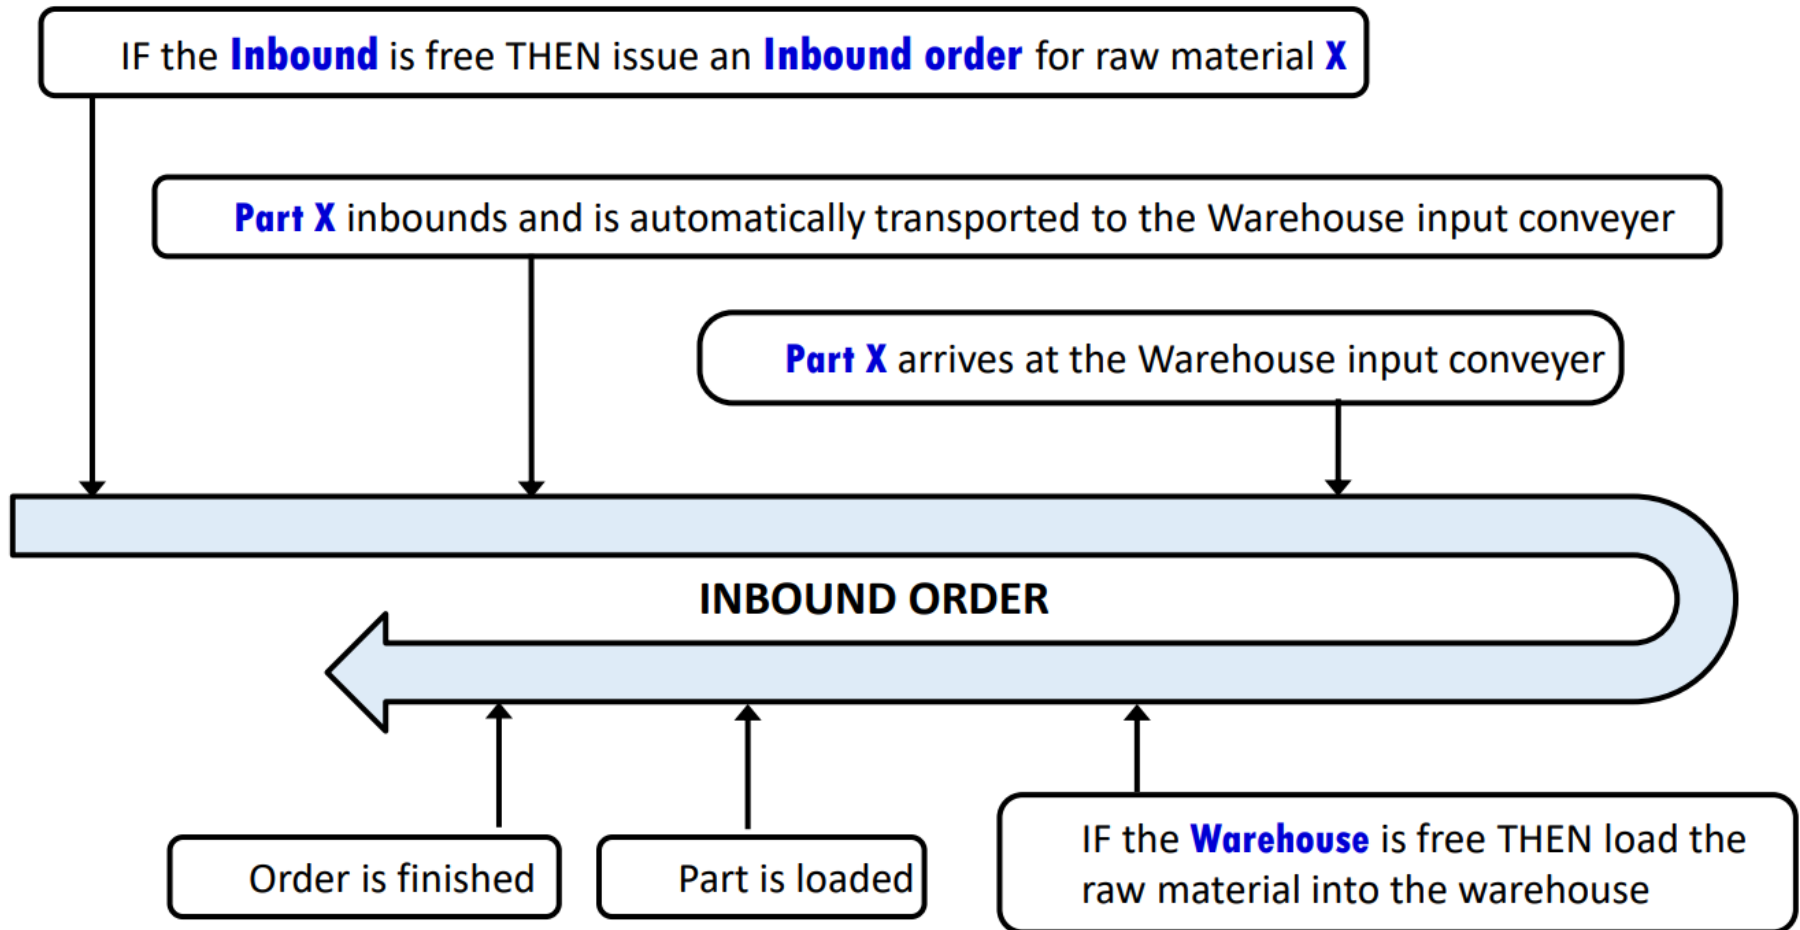 IF the Inbound is free THEN issue an Inbound order for raw material X
Part X inbounds and is automatically transported to the Warehouse input conveyer
Part X arrives at the Warehouse input conveyer
INBOUND ORDER
Order is finished
Part is loaded
IF the Warehouse is free THEN load the
raw material into the warehouse